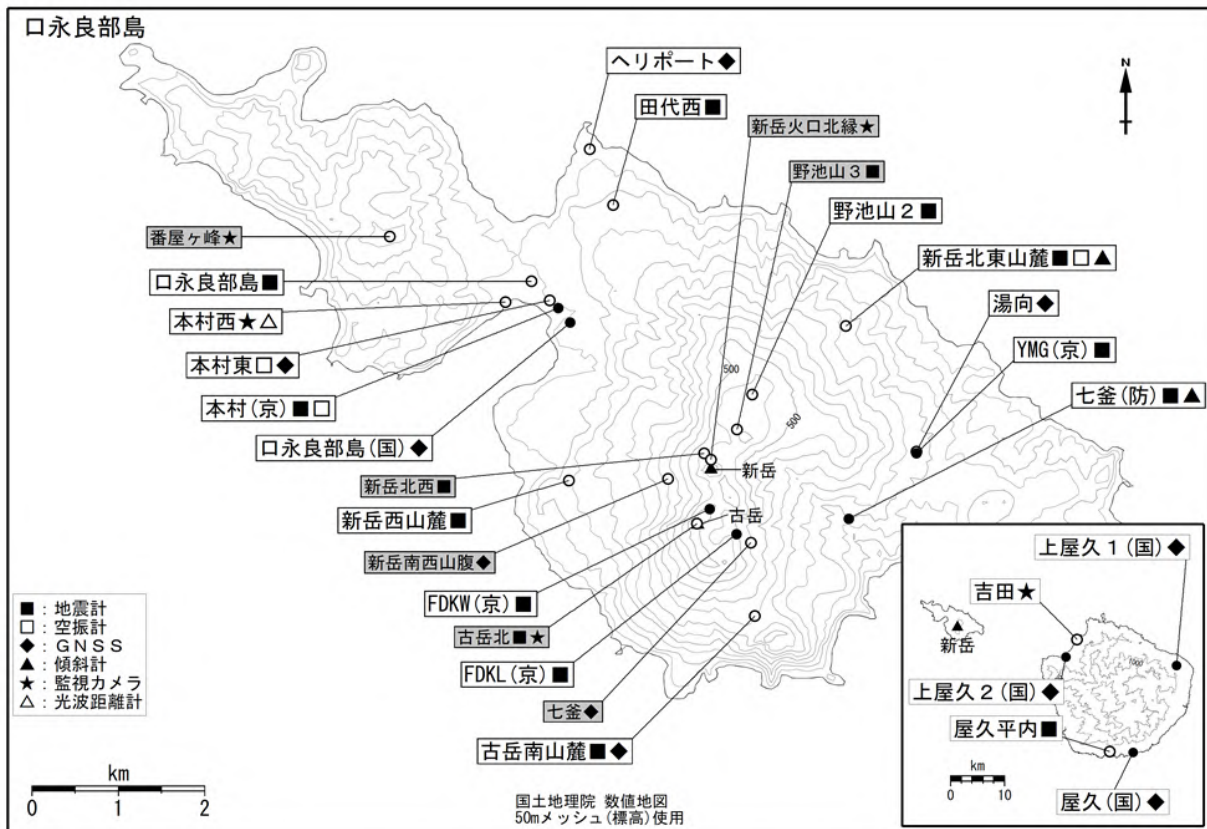 口永良部島
ヘリポート◆
N
田代西■
新岳火口北縁★
野池山3■
野池山2■
番屋ヶ峰★
新岳北東山麓■□▲
口永良部島■
湯向◆
本村西★△
YMG(京)■
本村東□◆
七釜(防)■▲
500
500
本村(京)■□
口永良部島(国)◆
新岳
新岳北西■
新岳西山麓■
古岳
新岳南西山腹◆
上屋久1(国)◆
吉田★
FDKW(京)■
新岳
1000
古岳北■★
FDKL(京)■
上屋久2(国)◆
七釜◆
屋久平内■
古岳南山麓■◆
km
0 10
屋久(国)◆
■:地震計
□:空振計
◆:GNSS
▲:傾斜計
★:監視カメラ
△:光波距離計
km
0 1 2
国土地理院 数値地図
50mメッシュ(標高)使用